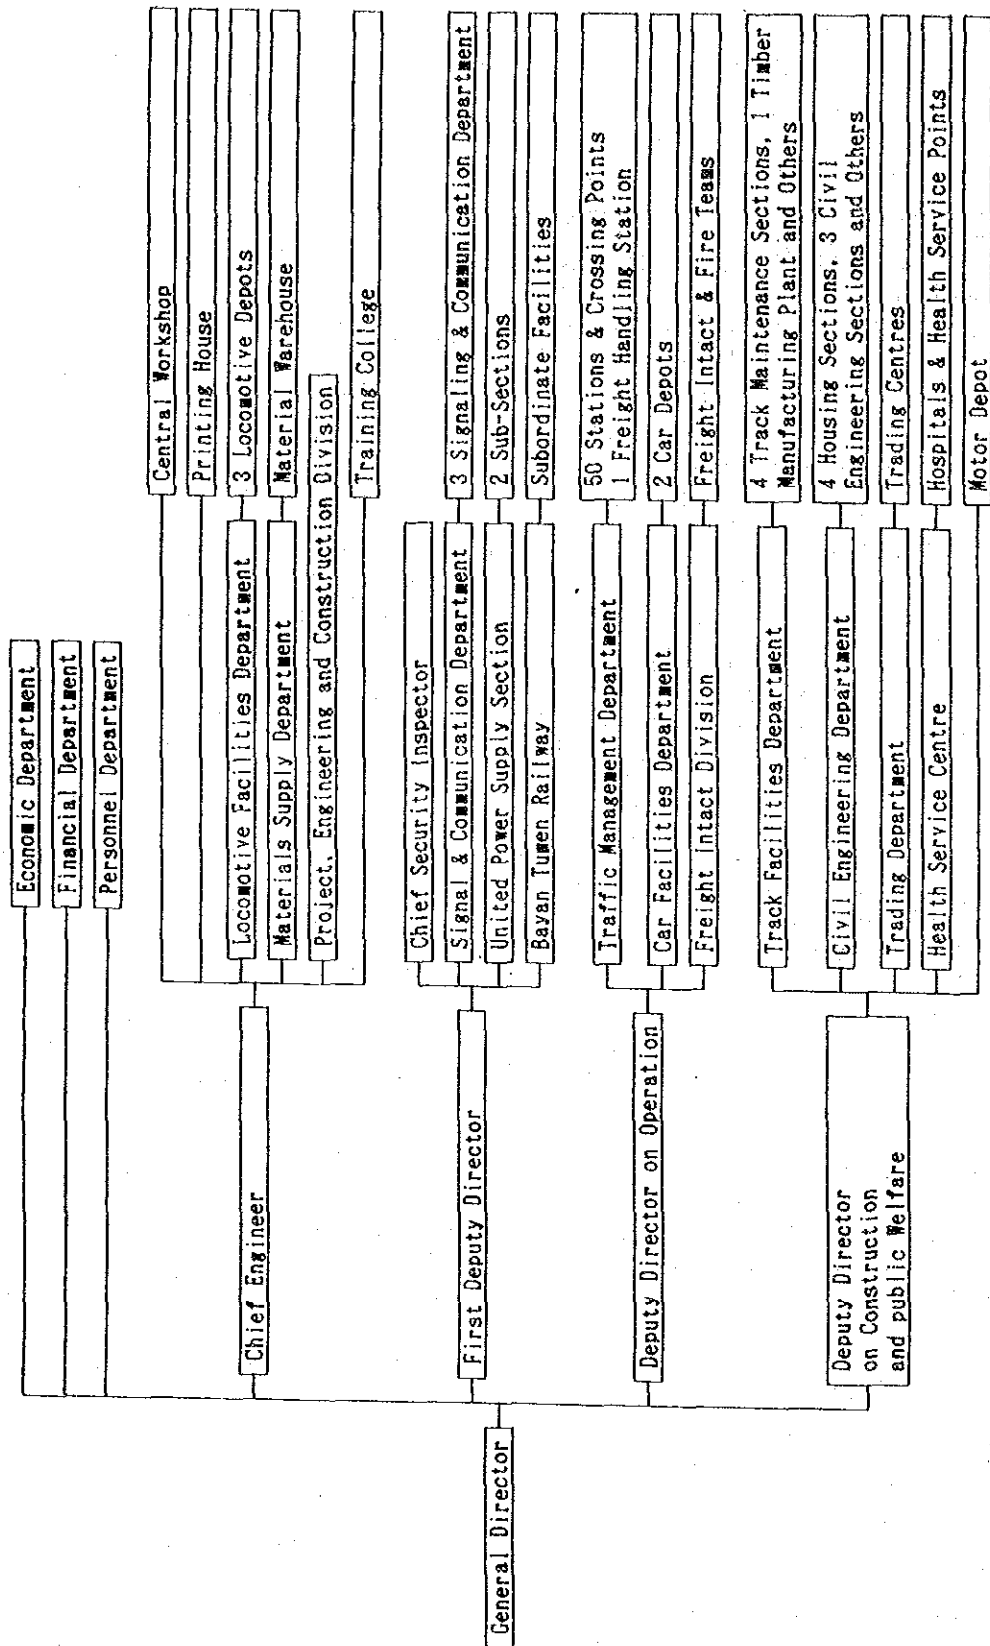 General Director
Economic Department
Financial Department
Personnel Department
Chief Engineer
Central Workshop
Printing House
Locomotive Facilities Department
3 Locomotive Depots
Materials Supply Department
Material Warehouse
Project, Engineering and Construction Division
Training College
First Deputy Director
Chief Security Inspector
Signal & Communication Department
3 Signaling & Communication Department
United Power Supply Section
2 Sub-Sections
Bayan Tumen Railway
Subordinate Facilities
Deputy Director on Operation
Traffic Management Department
50 Stations & Crossing Points
1 Freight Handling Station
Car Facilities Department
2 Car Depots
Freight Intact Division
Freight Intact & Fire Teams
Deputy Director
on Construction
and public Welfare
Track Facilities Department
4 Track Maintenance Sections, 1 Timber
Manufacturing Plant and Others
Civil Engineering Department
4 Housing Sections, 3 Civil
Engineering Sections and Others
Trading Department
Trading Centres
Health Service Centre
Hospitals & Health Service Points
Motor Depot